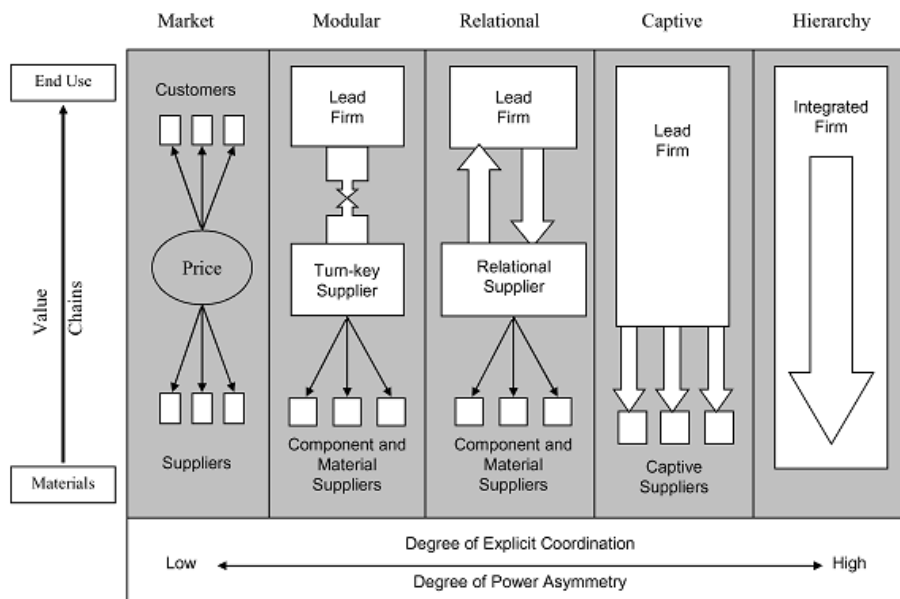 Market
Modular
Relational
Captive
Hierarchy
End Use
Value
Chains
Materials
Customers
Price
Suppliers
Lead
Firm
Turn-key
Supplier
Component and
Material
Suppliers
Lead
Firm
Relational
Supplier
Component and
Material
Suppliers
Lead
Firm
Captive
Suppliers
Integrated
Firm
Degree of Explicit Coordination
Low
High
Degree of Power Asymmetry